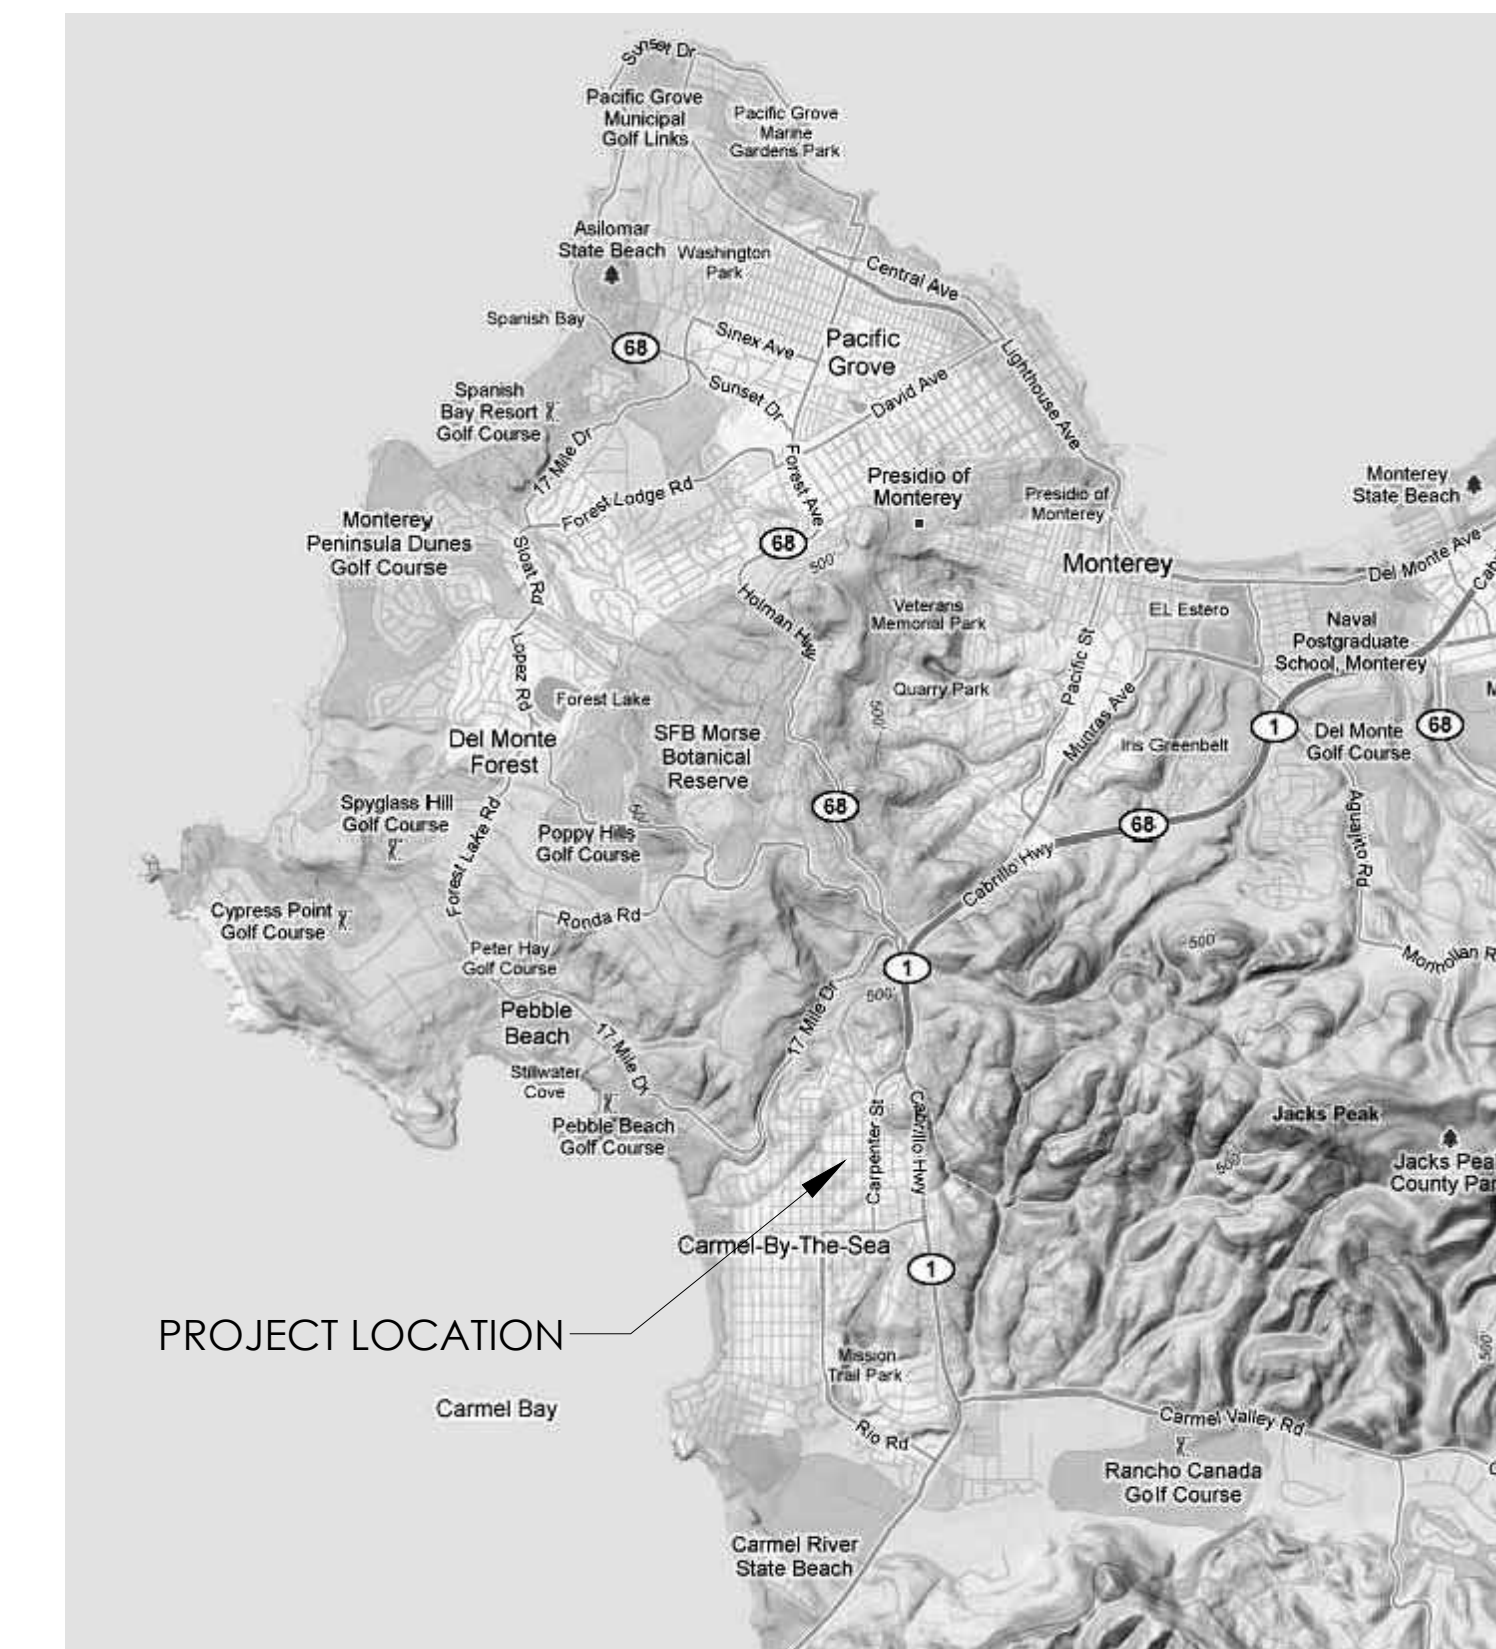 Sunset Dr
Pacific Grove
Municipal
Golf Links
Pacific Grove
Marine
Gardens Park
Asilomar
State Beach
Washington
Park
Central Ave
Spanish Bay
68
Sinex Ave
Pacific
Grove
Lighthouse Ave
Sunset Dr
David Ave
Spanish
Bay Resort
Golf Course
17 Mile Dr
Forest Lodge Rd
Forest Ave
Presidio of
Monterey
Presidio of
Monterey
Monterey
State Beach
Monterey
Peninsula Dunes
Golf Course
Sloat Rd
68
500'
Monterey
Del Monte Ave
Holman Hwy
Veterans
Memorial Park
EL Estero
Naval
Postgraduate
School, Monterey
Lopez Rd
Forest Lake
Quarry Park
Pacific St
Munras Ave
500'
Iris Greenbelt
1
Del Monte
Golf Course
68
Del Monte
Forest
SFB Morse
Botanical
Reserve
Spyglass Hill
Golf Course
Forest Lake Rd
Poppy Hills
Golf Course
68
68
Cabrillo Hwy
Aguajito Rd
Cypress Point
Golf Course
Ronda Rd
Peter Hay
Golf Course
1
500'
500'
Pebble
Beach
17 Mile Dr
17 Mile Dr
Stillwater
Cove
Pebble Beach
Golf Course
Carpenter St
Cabrillo Hwy
Jacks Peak
500'
Jacks Pea
County Par
Carmel-By-The-Sea
1
PROJECT LOCATION
500'
Mission
Trail Park
Carmel Bay
Rio Rd
Carmel Valley Rd
Rancho Canada
Golf Course
Carmel River
State Beach